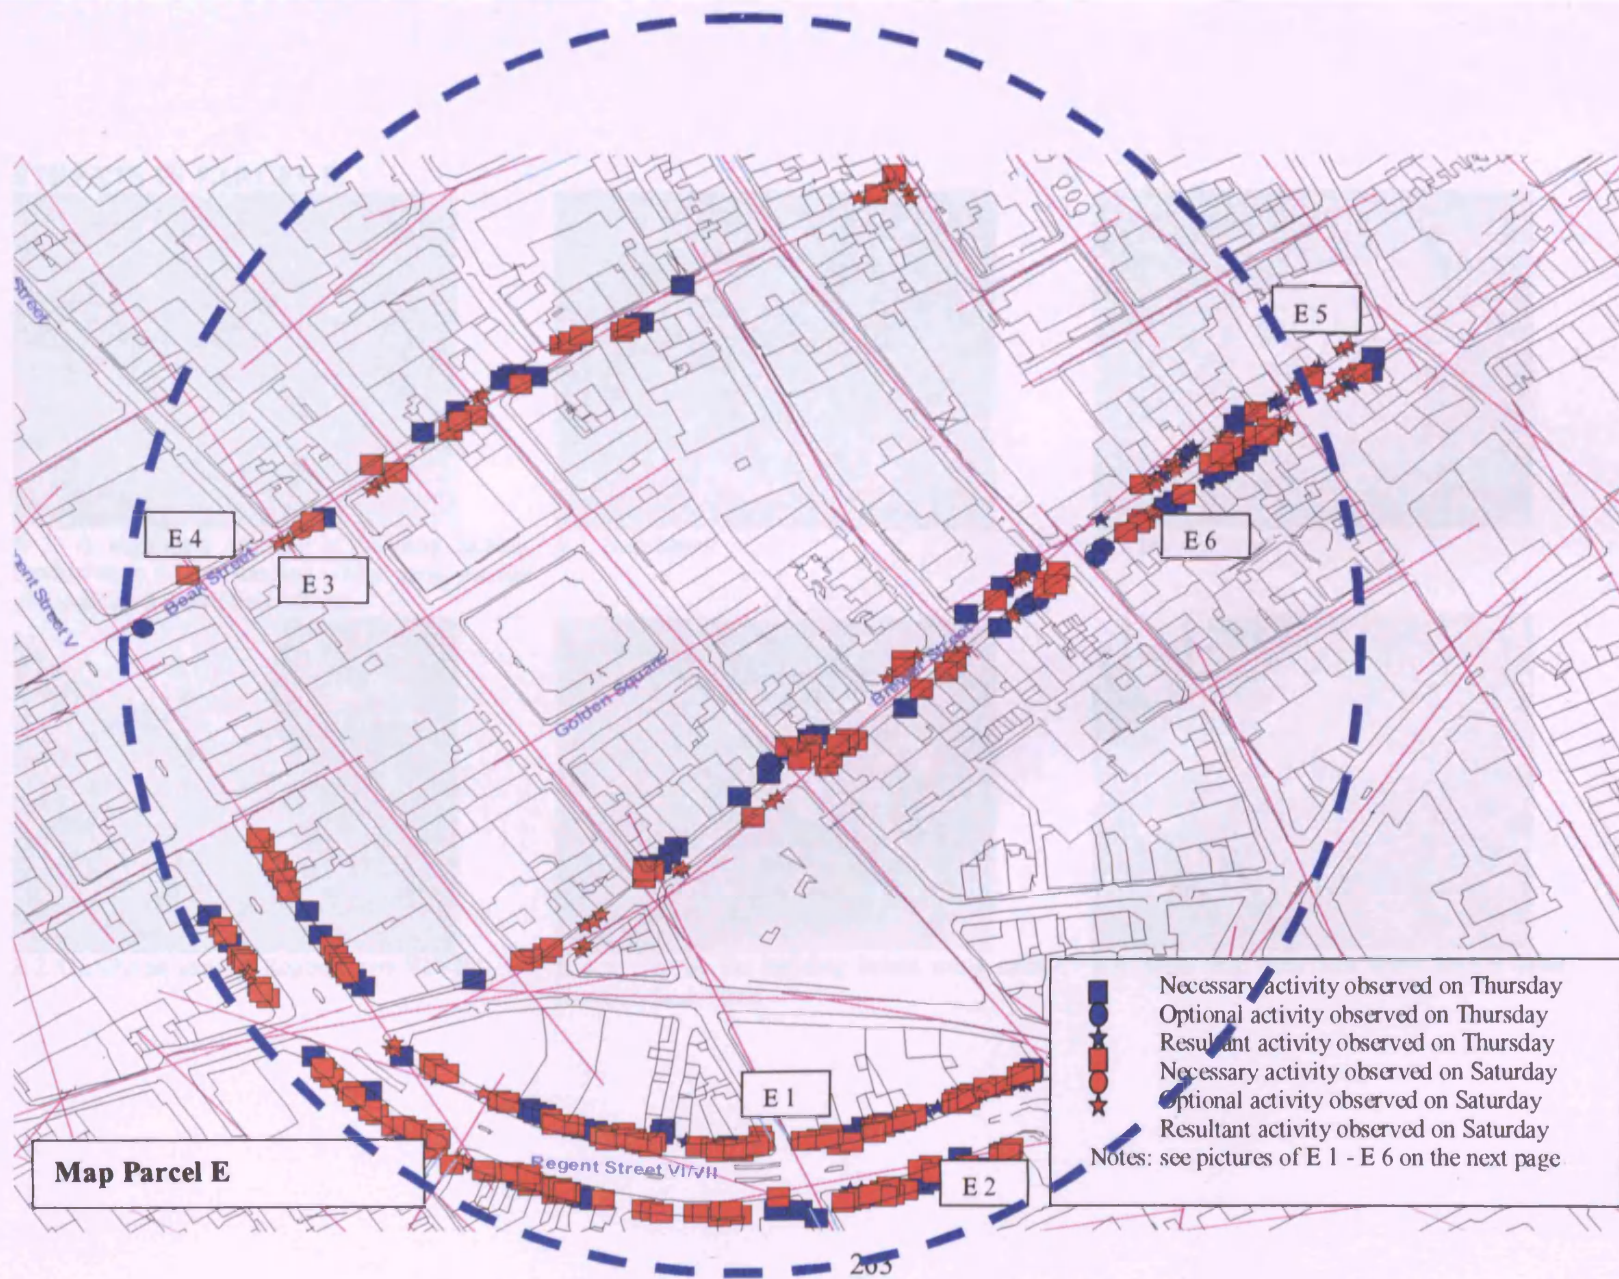 Street
E 5
E 4
E 6
E 3
Beak Street
Street V
Brewer Street
Golden Square
E 1
Regent Street VI/VII
E 2
Map Parcel E
Necessary activity observed on Thursday
Optional activity observed on Thursday
Resultant activity observed on Thursday
Necessary activity observed on Saturday
Optional activity observed on Saturday
Resultant activity observed on Saturday
Notes: see pictures of E 1 - E 6 on the next page
263